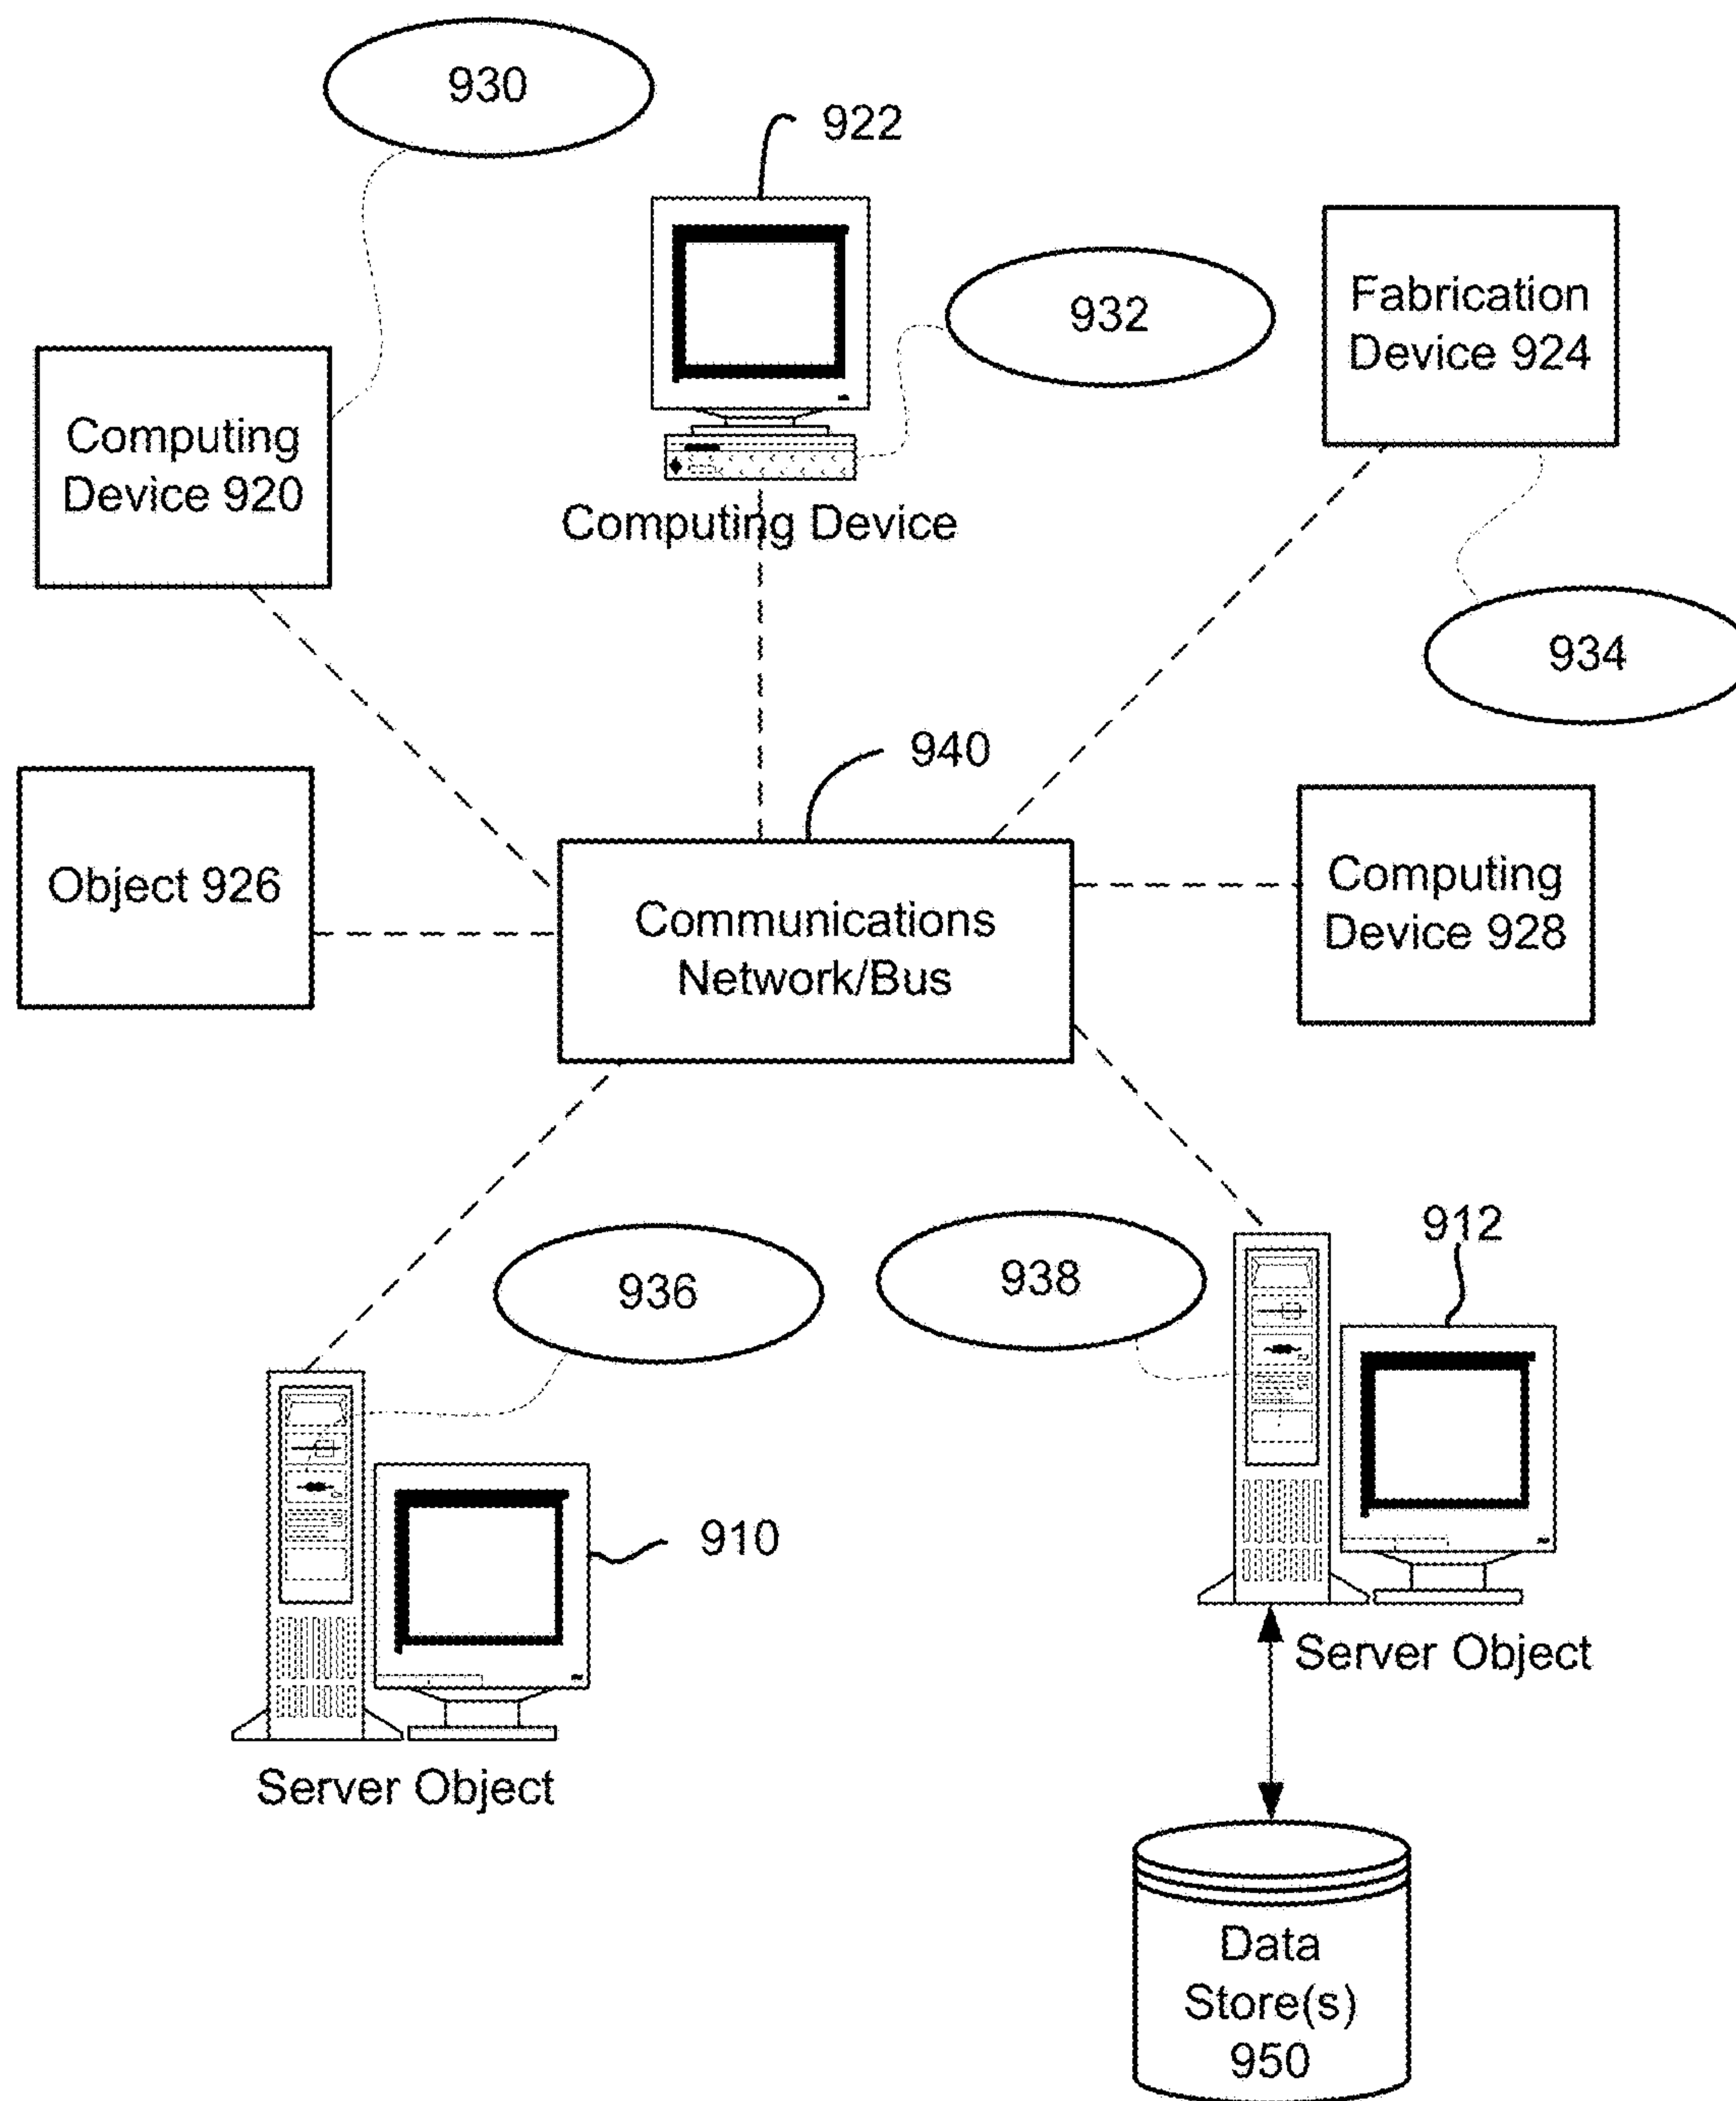 930
922
932
Fabrication
Device 924
Computing
Device 920
Computing Device
934
940
Object 926
Communications
Network/Bus
Computing
Device 928
936
938
912
910
Server Object
Server Object
Data
Store(s)
950